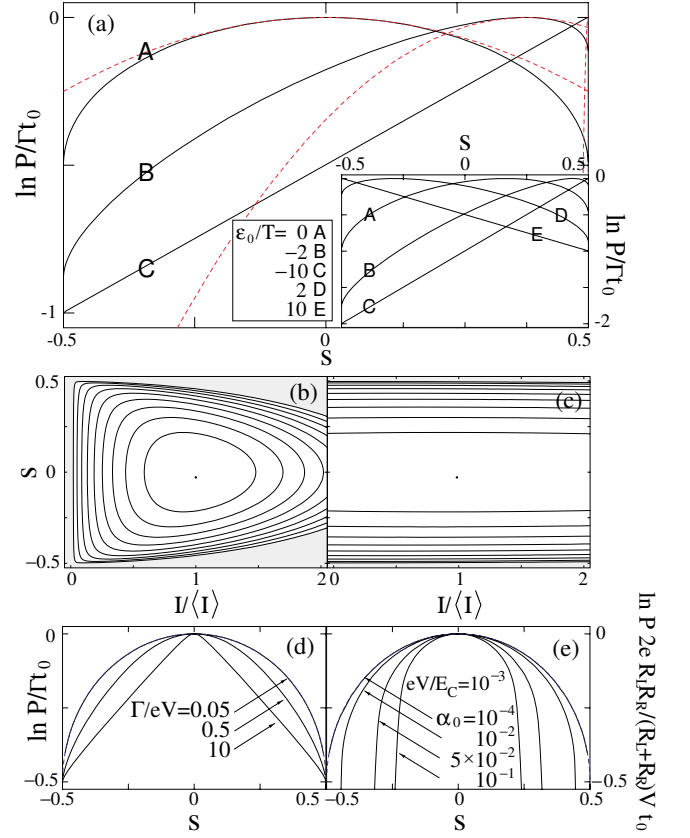 (a)
0
-1
ln P/Γt₀
A
B
C
ε₀/T= 0 A
−2 B
−10 C
2 D
10 E
S
-0.5 0 0.5
0
-2
A
B
C
D
E
ln P/Γt₀
-0.5 0 0.5
S
(b)
(c)
0.5
0
−0.5
S
0 1 2
1 2
I/⟨I⟩
I/⟨I⟩
(d)
(e)
0
−0.5
ln P/Γt₀
Γ/eV=0.05
0.5
10
eV/E_C=10⁻³
α₀=10⁻⁴
10⁻²
5×10⁻²
10⁻¹
0
−0.5
ln P 2e R_L R_R/(R_L+R_R)V t₀
−0.5 0 0.5
−0.5 0 0.5
S
S